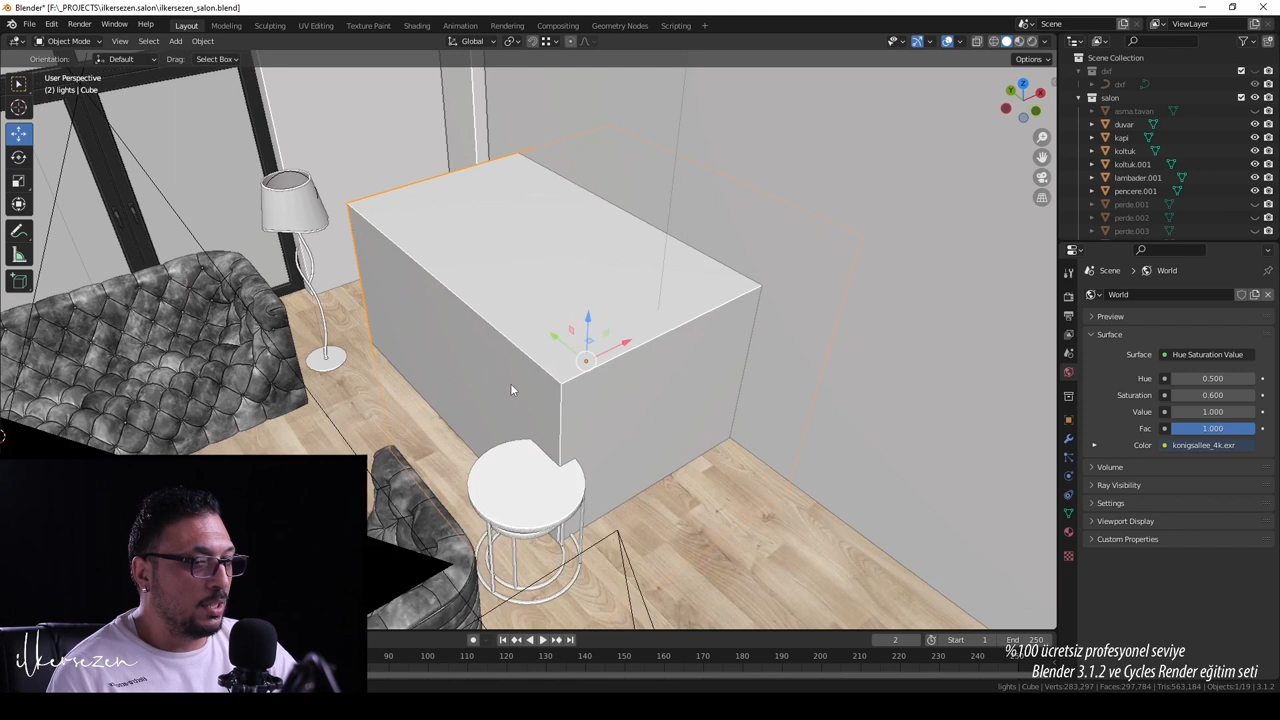 Blender* [F:\_PROJECTS\ilkersezen.salon\ilkersezen_salon.blend]
File Edit Render Window Help
Layout Modeling Sculpting UV Editing Texture Paint Shading Animation Rendering Compositing Geometry Nodes Scripting +
Scene
ViewLayer
Object Mode View Select Add Object
Global
Orientation: Default Drag: Select Box
Options
User Perspective
(2) lights | Cube
Z
Y
X
Scene Collection
dxf
dxf
salon
asma.tavan
duvar
kapi
koltuk
koltuk.001
lambader.001
pencere.001
perde.001
perde.002
perde.003
Scene > World
World
Preview
Surface
Surface Hue Saturation Value
Hue 0.500
Saturation 0.600
Value 1.000
Fac 1.000
Color konigsallee_4k.exr
Volume
Ray Visibility
Settings
Viewport Display
Custom Properties
2 Start 1 End 250
90 100 110 120 130 140 150 160 170 180 190 200 210 220 230 240
ilkersezen
%100 ücretsiz profesyonel seviye
Blender 3.1.2 ve Cycles Render eğitim seti
lights | Cube | Verts:283,297 | Faces:297,784 | Tris:563,184 | Objects:1/19 | 3.1.2